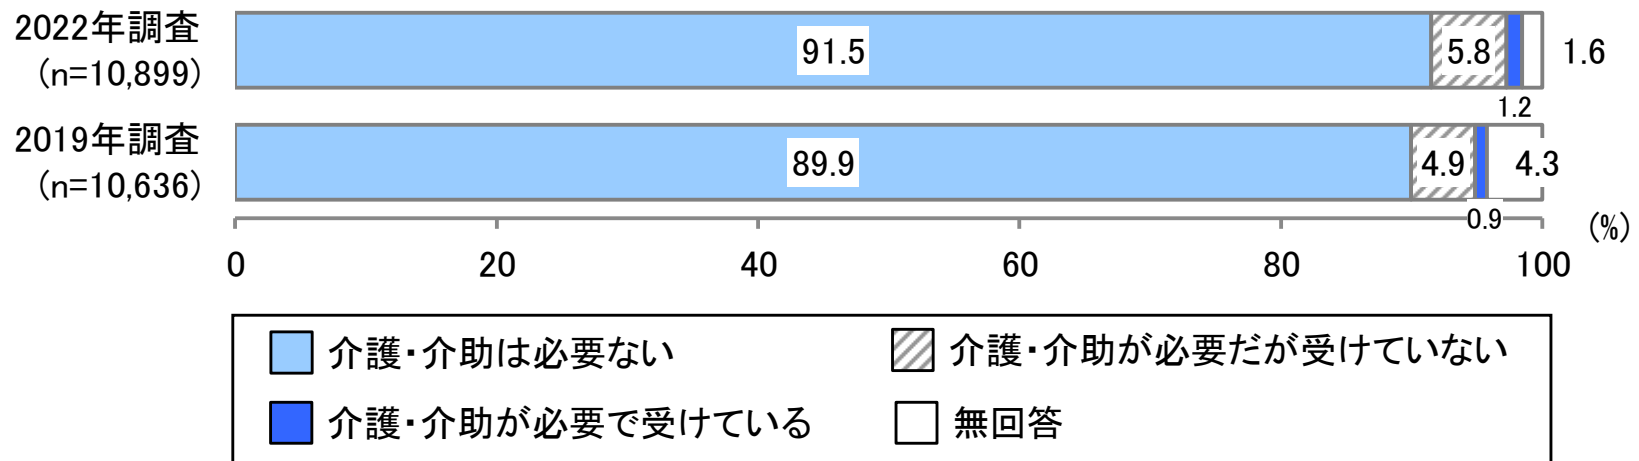 2022年調査
(n=10,899)
91.5
5.8
1.2
1.6
2019年調査
(n=10,636)
89.9
4.9
0.9
4.3
(%)
0 20 40 60 80 100
介護・介助は必要ない
介護・介助が必要だが受けていない
介護・介助が必要で受けている
無回答